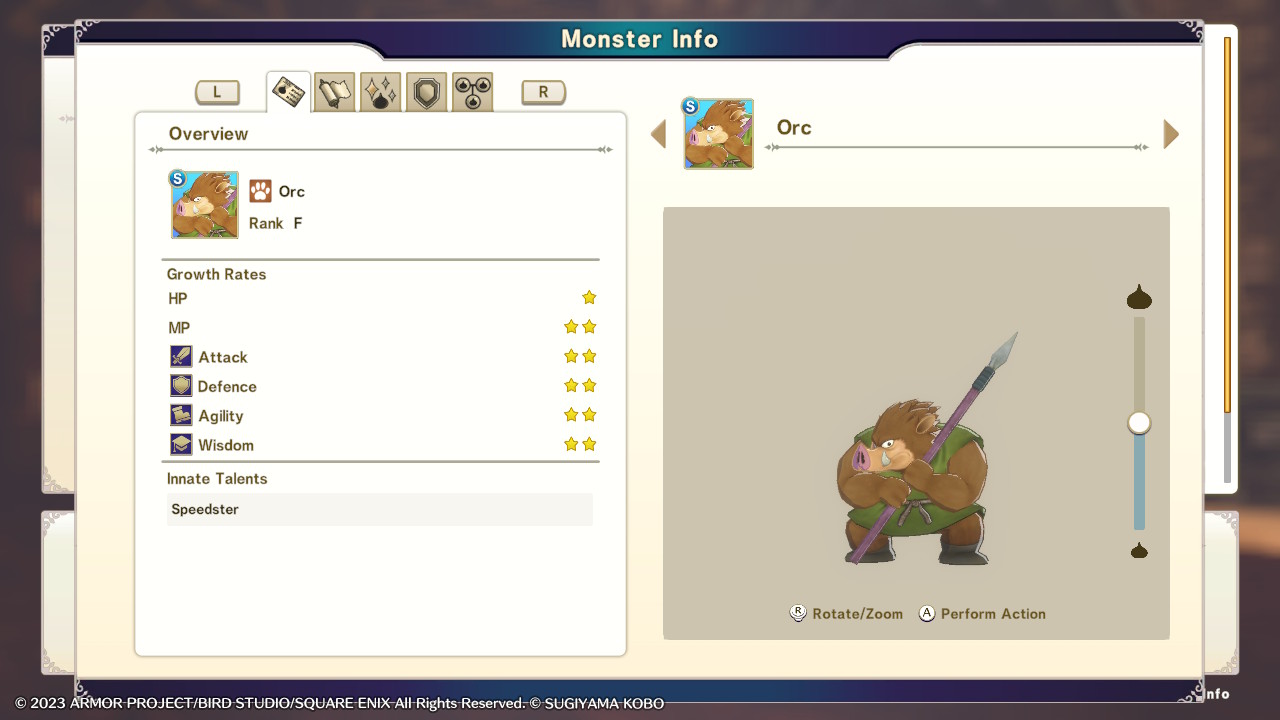 Monster Info
L
R
Overview
S
Orc
Rank F
Growth Rates
HP
MP
Attack
Defence
Agility
Wisdom
Innate Talents
Speedster
S
Orc
R Rotate/Zoom A Perform Action
Info
© 2023 ARMOR PROJECT/BIRD STUDIO/SQUARE ENIX All Rights Reserved. © SUGIYAMA KOBO